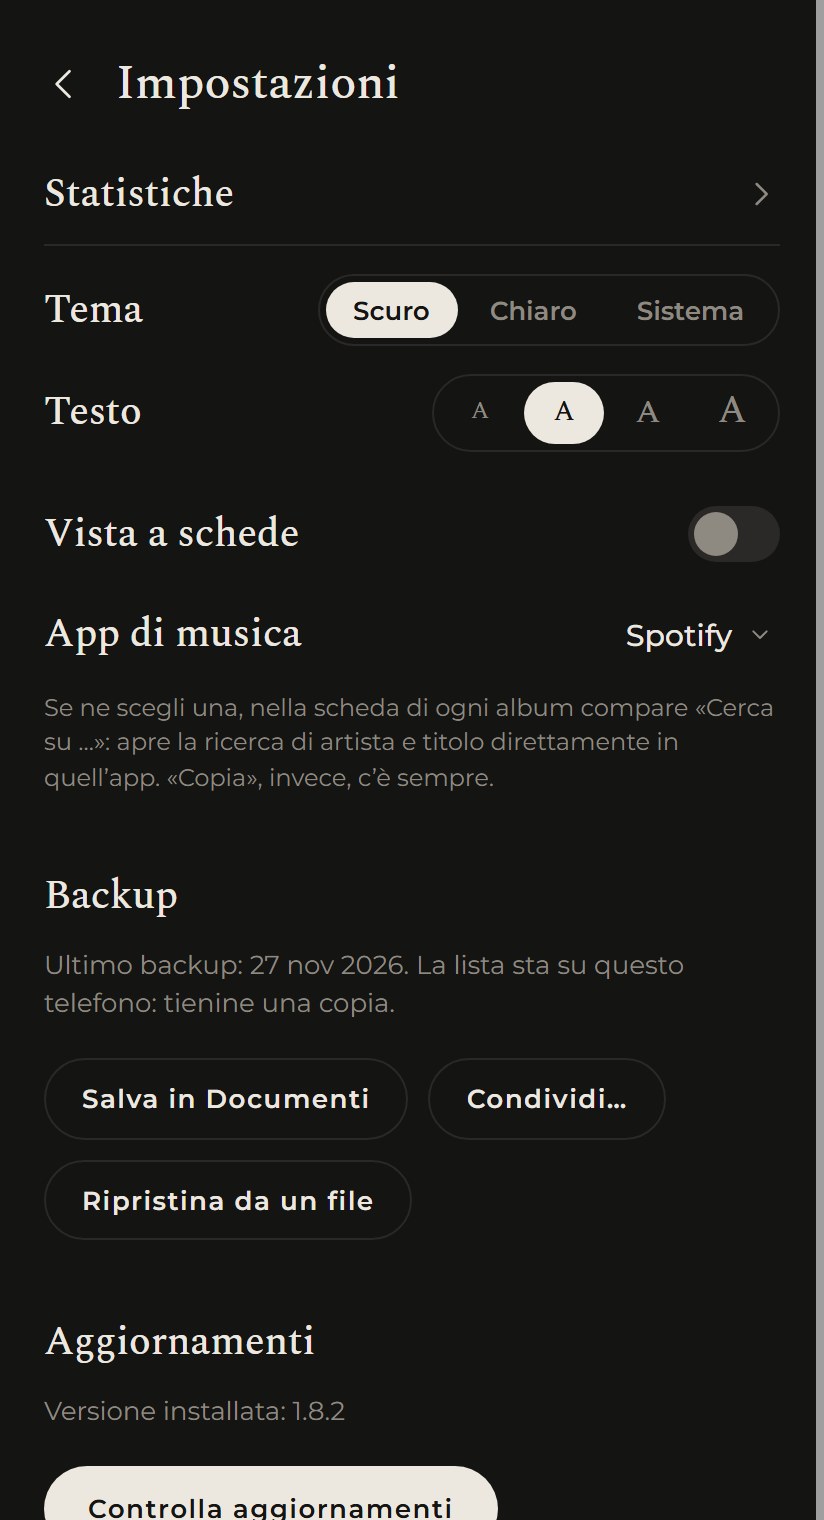 Impostazioni
Statistiche
Tema
Scuro Chiaro Sistema
Testo
A A A A
Vista a schede
App di musica
Spotify
Se ne scegli una, nella scheda di ogni album compare «Cerca
su ...»: apre la ricerca di artista e titolo direttamente in
quell’app. «Copia», invece, c’è sempre.
Backup
Ultimo backup: 27 nov 2026. La lista sta su questo
telefono: tienine una copia.
Salva in Documenti Condividi...
Ripristina da un file
Aggiornamenti
Versione installata: 1.8.2
Controlla aggiornamenti